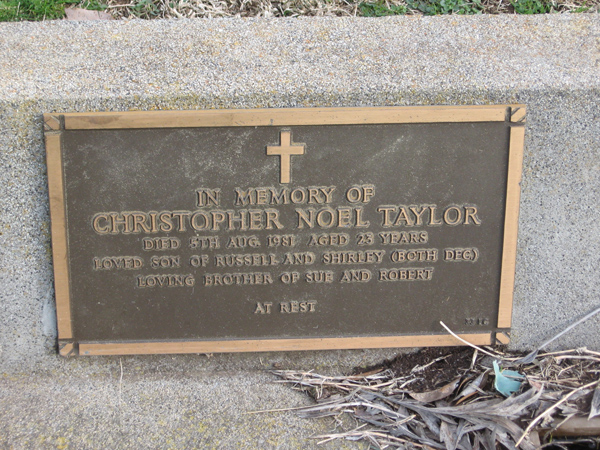 IN MEMORY OF
CHRISTOPHER NOEL TAYLOR
DIED 5TH AUG 1981 AGED 23 YEARS
LOVED SON OF RUSSELL AND SHIRLEY (BOTH DEC)
LOVING BROTHER OF SUE AND ROBERT
AT REST